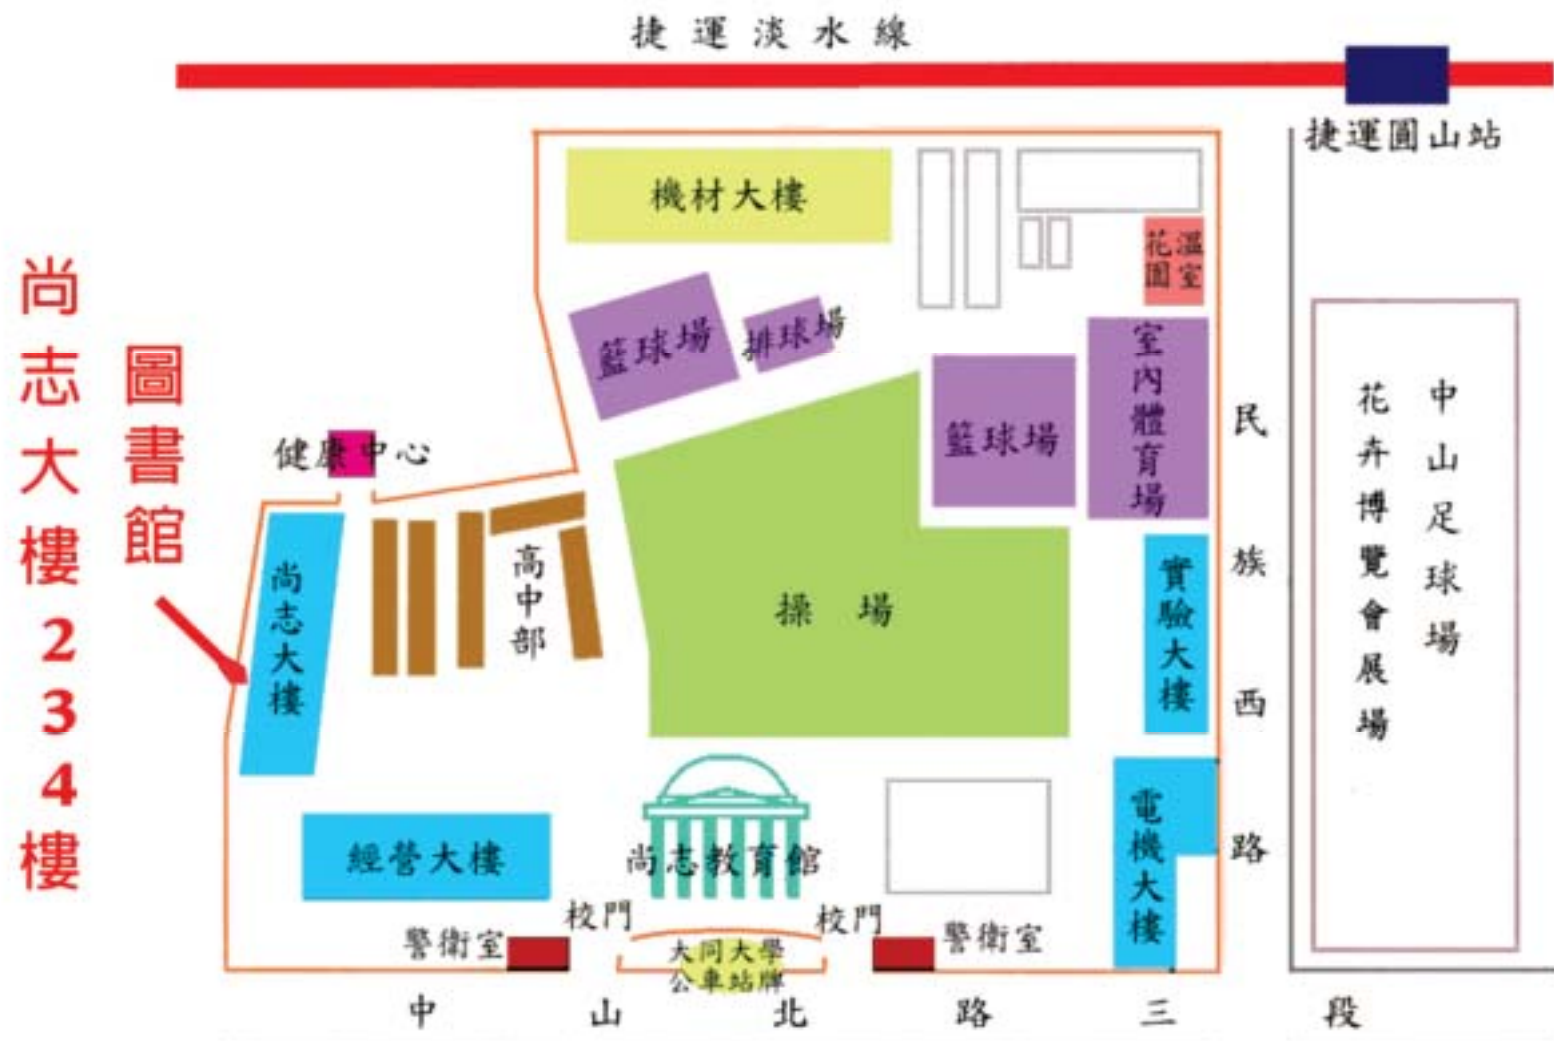 捷運淡水線
捷運圓山站
機材大樓
花園
溫室
籃球場
排球場
籃球場
室內體育場
尚志大樓234樓
圖書館
健康中心
尚志大樓
高中部
操場
實驗大樓
民族西路
中山足球場
花卉博覽會展場
經營大樓
尚志教育館
電機大樓
校門
校門
警衛室
警衛室
大同大學
公車站牌
中山北路三段